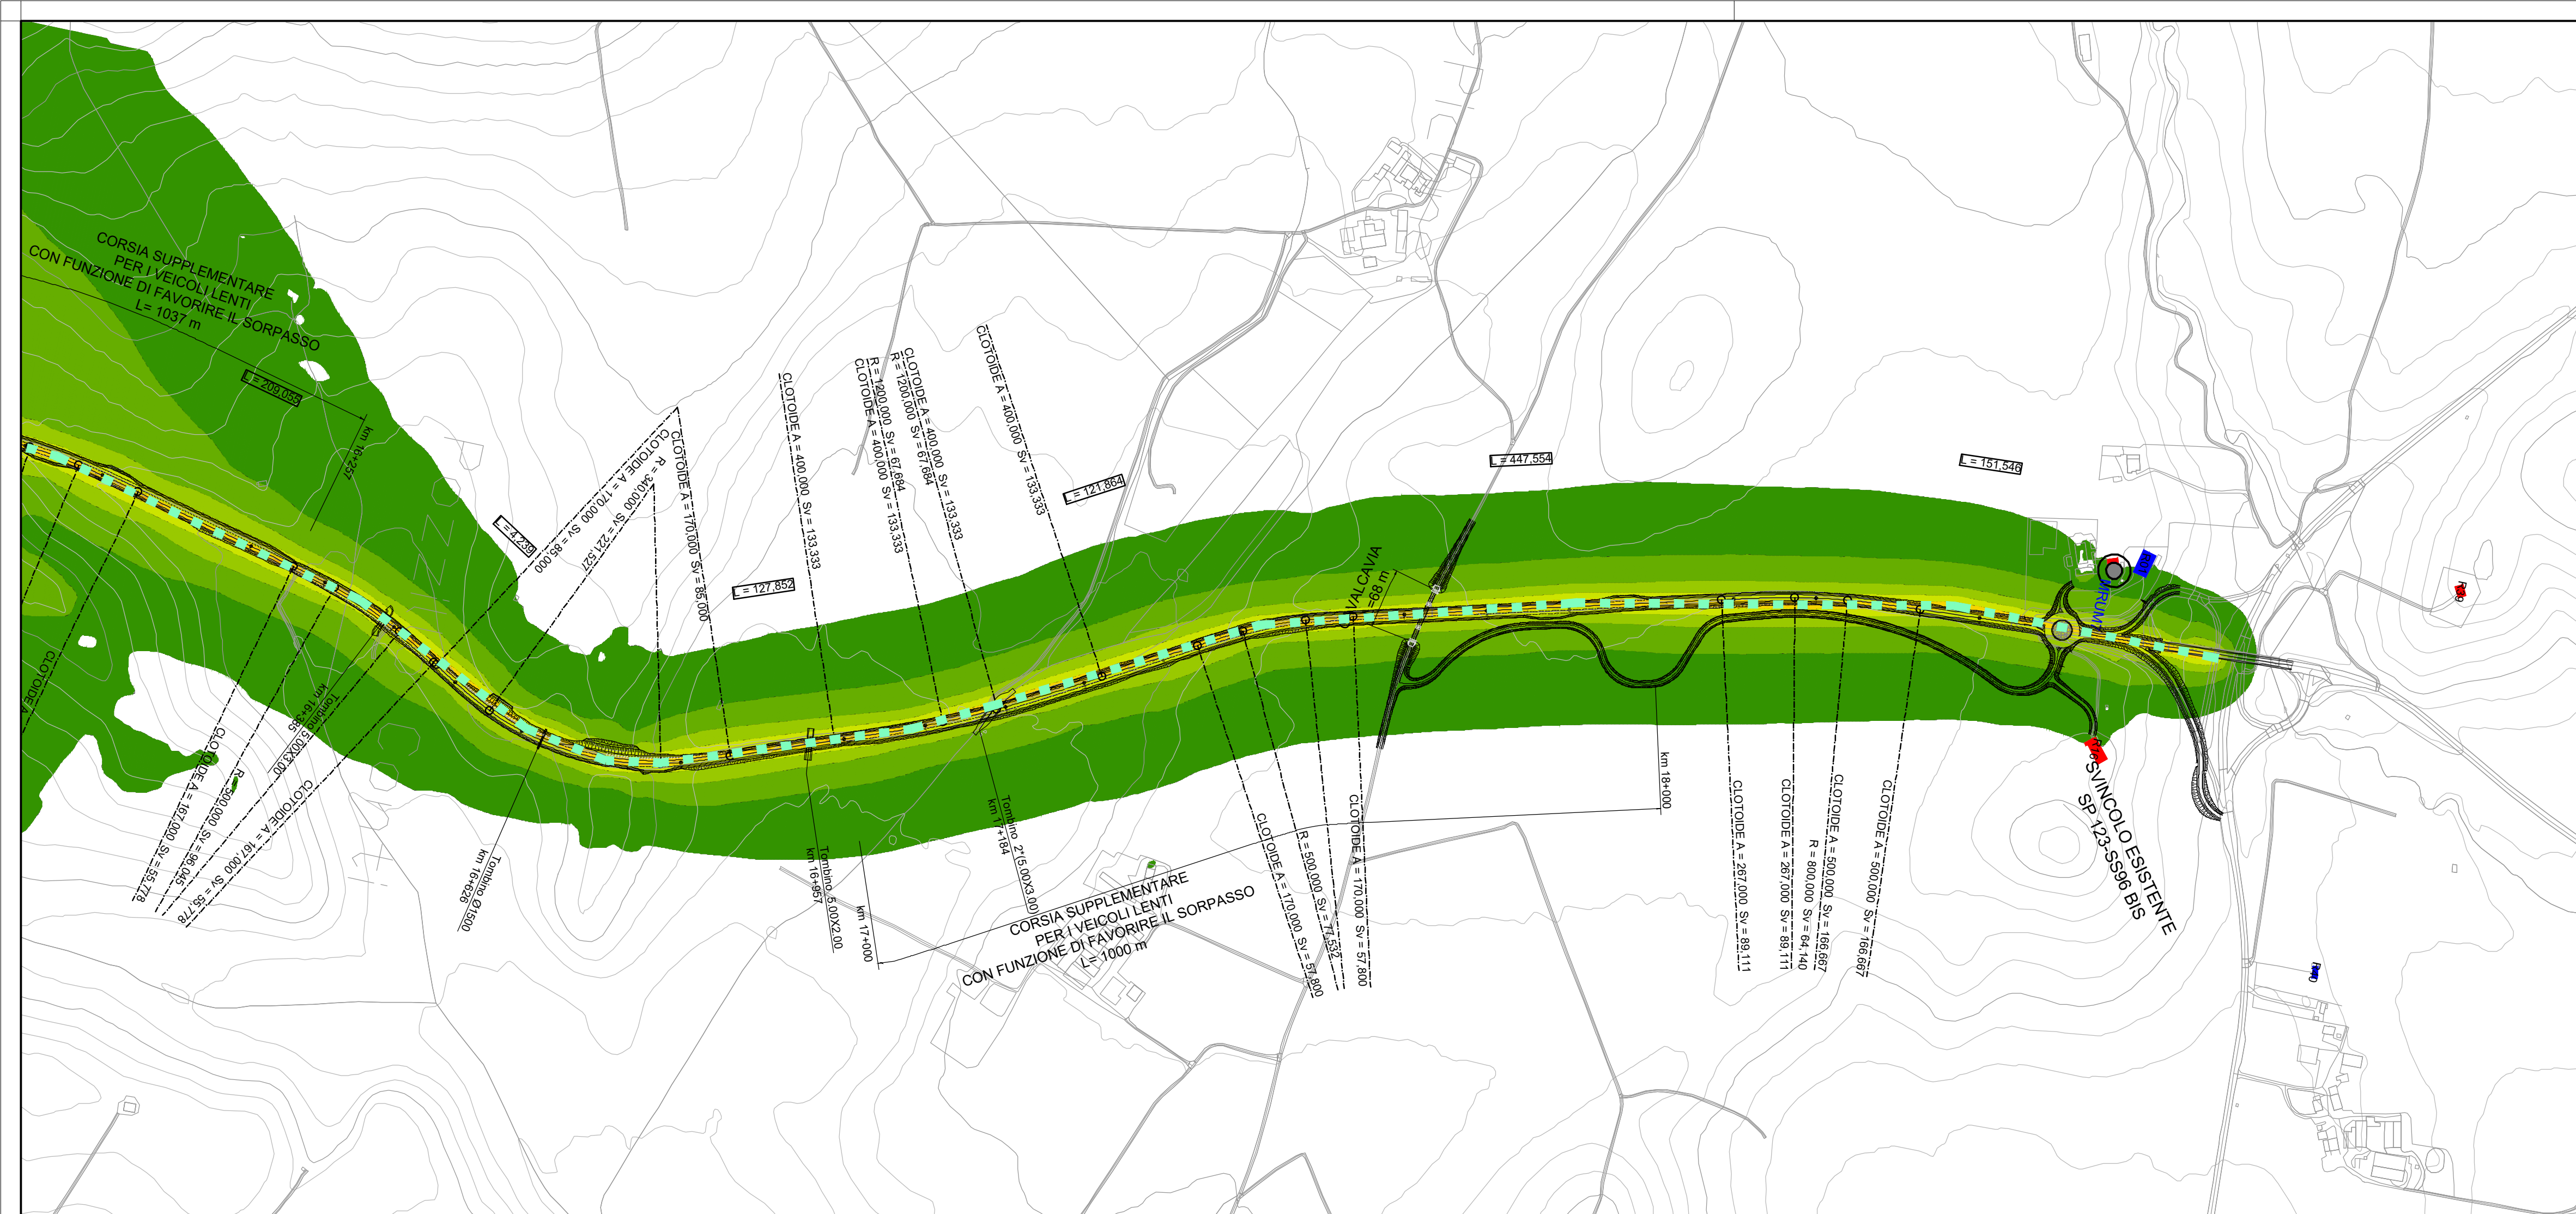 CORSIA SUPPLEMENTARE
PER I VEICOLI LENTI
CON FUNZIONE DI FAVORIRE IL SORPASSO
L= 1037 m
L = 209,055
km 16+257
L = 4,239
CLOTOIDE A = 170,000 Sv = 85,000
R = 340,000 Sv = 221,527
CLOTOIDE A = 170,000 Sv = 85,000
L = 127,852
CLOTOIDE A = 400,000 Sv = 133,333
CLOTOIDE A = 400,000 Sv = 133,333
R = 1200,000 Sv = 67,684
R = 1200,000 Sv = 67,684
CLOTOIDE A = 400,000 Sv = 133,333
CLOTOIDE A = 400,000 Sv = 133,333
L = 121,864
VALCAVIA
=68 m
L = 447,554
L = 151,546
CLOTOIDE A
CLOTOIDE A = 167,000 Sv = 55,778
R = 500,000 Sv = 96,045
Tombino 5.00X3.00
km 16+385
CLOTOIDE A = 167,000 Sv = 55,778
Tombino Ø1500
km 16+626
Tombino 5.00X2.00
km 16+957
km 17+000
Tombino 2*(5.00X3.00)
km 17+184
CORSIA SUPPLEMENTARE
PER I VEICOLI LENTI
CON FUNZIONE DI FAVORIRE IL SORPASSO
L= 1000 m
CLOTOIDE A = 170,000 Sv = 57,800
R = 500,000 Sv = 77,532
CLOTOIDE A = 170,000 Sv = 57,800
km 18+000
CLOTOIDE A = 267,000 Sv = 89,111
CLOTOIDE A = 267,000 Sv = 89,111
R = 800,000 Sv = 64,140
CLOTOIDE A = 500,000 Sv = 166,667
CLOTOIDE A = 500,000 Sv = 166,667
SVINCOLO ESISTENTE
SP 123-SS96 BIS